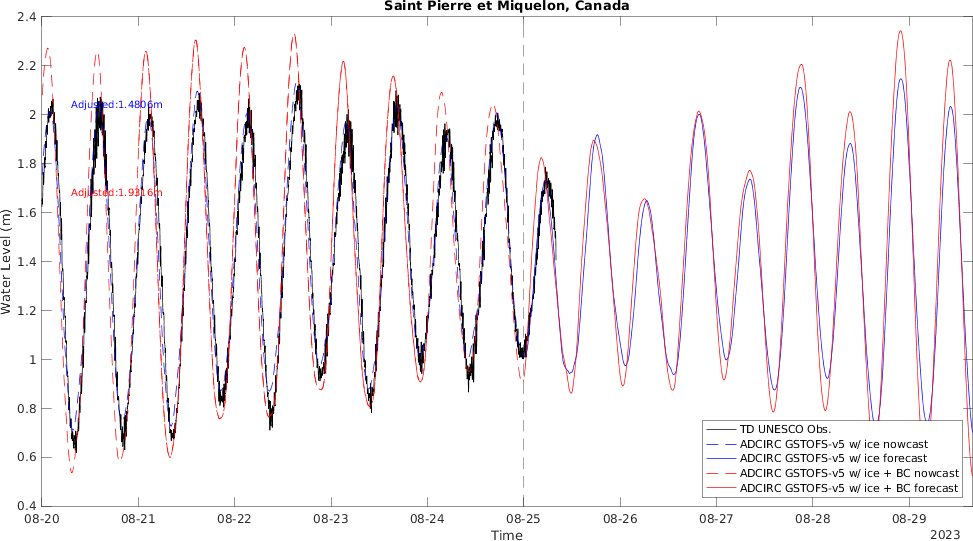 Saint Pierre et Miquelon, Canada
2.4
2.2
2
1.8
1.6
1.4
1.2
1
0.8
0.6
0.4
Water Level (m)
Adjusted:1.4806m
Adjusted:1.9316m
TD UNESCO Obs.
ADCIRC GSTOFS-v5 w/ ice nowcast
ADCIRC GSTOFS-v5 w/ ice forecast
ADCIRC GSTOFS-v5 w/ ice + BC nowcast
ADCIRC GSTOFS-v5 w/ ice + BC forecast
08-20 08-21 08-22 08-23 08-24 08-25 08-26 08-27 08-28 08-29
Time
2023